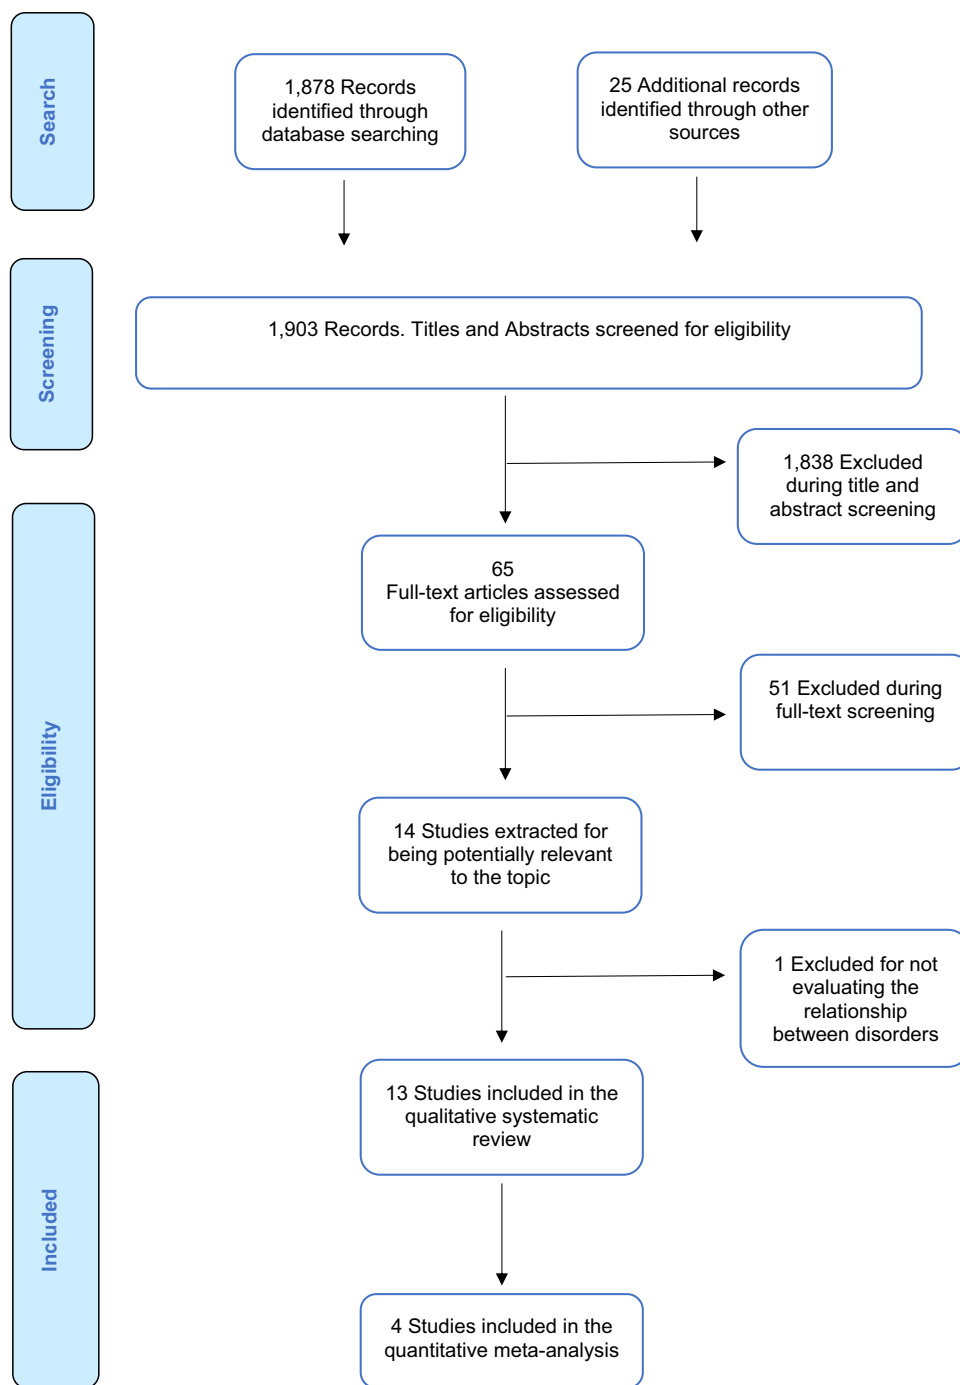 Search
1,878 Records
identified through
database searching
25 Additional records
identified through other
sources
Screening
1,903 Records. Titles and Abstracts screened for eligibility
1,838 Excluded
during title and
abstract screening
Eligibility
65
Full-text articles assessed
for eligibility
51 Excluded during
full-text screening
14 Studies extracted for
being potentially relevant
to the topic
1 Excluded for not
evaluating the
relationship
between disorders
Included
13 Studies included in the
qualitative systematic
review
4 Studies included in the
quantitative meta-analysis